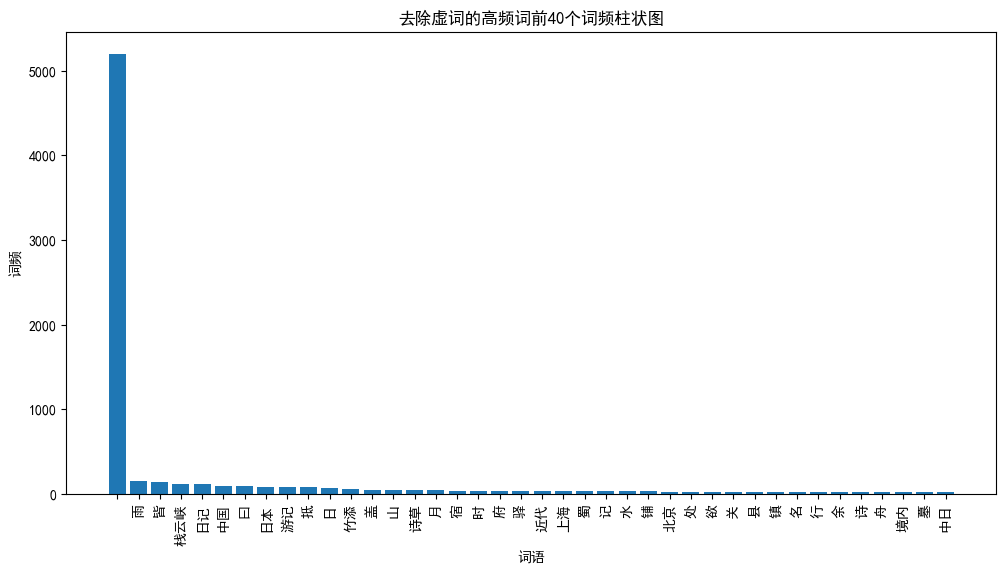 去除虚词的高频词前40个词频柱状图
词频
5000
4000
3000
2000
1000
0
雨
皆
栈云峡
日记
中国
曰
日本
游记
抵
日
竹添
盖
山
诗草
月
宿
时
府
驿
近代
上海
蜀
记
水
铺
北京
处
欲
关
县
镇
名
行
余
诗
舟
境内
墓
中日
词语